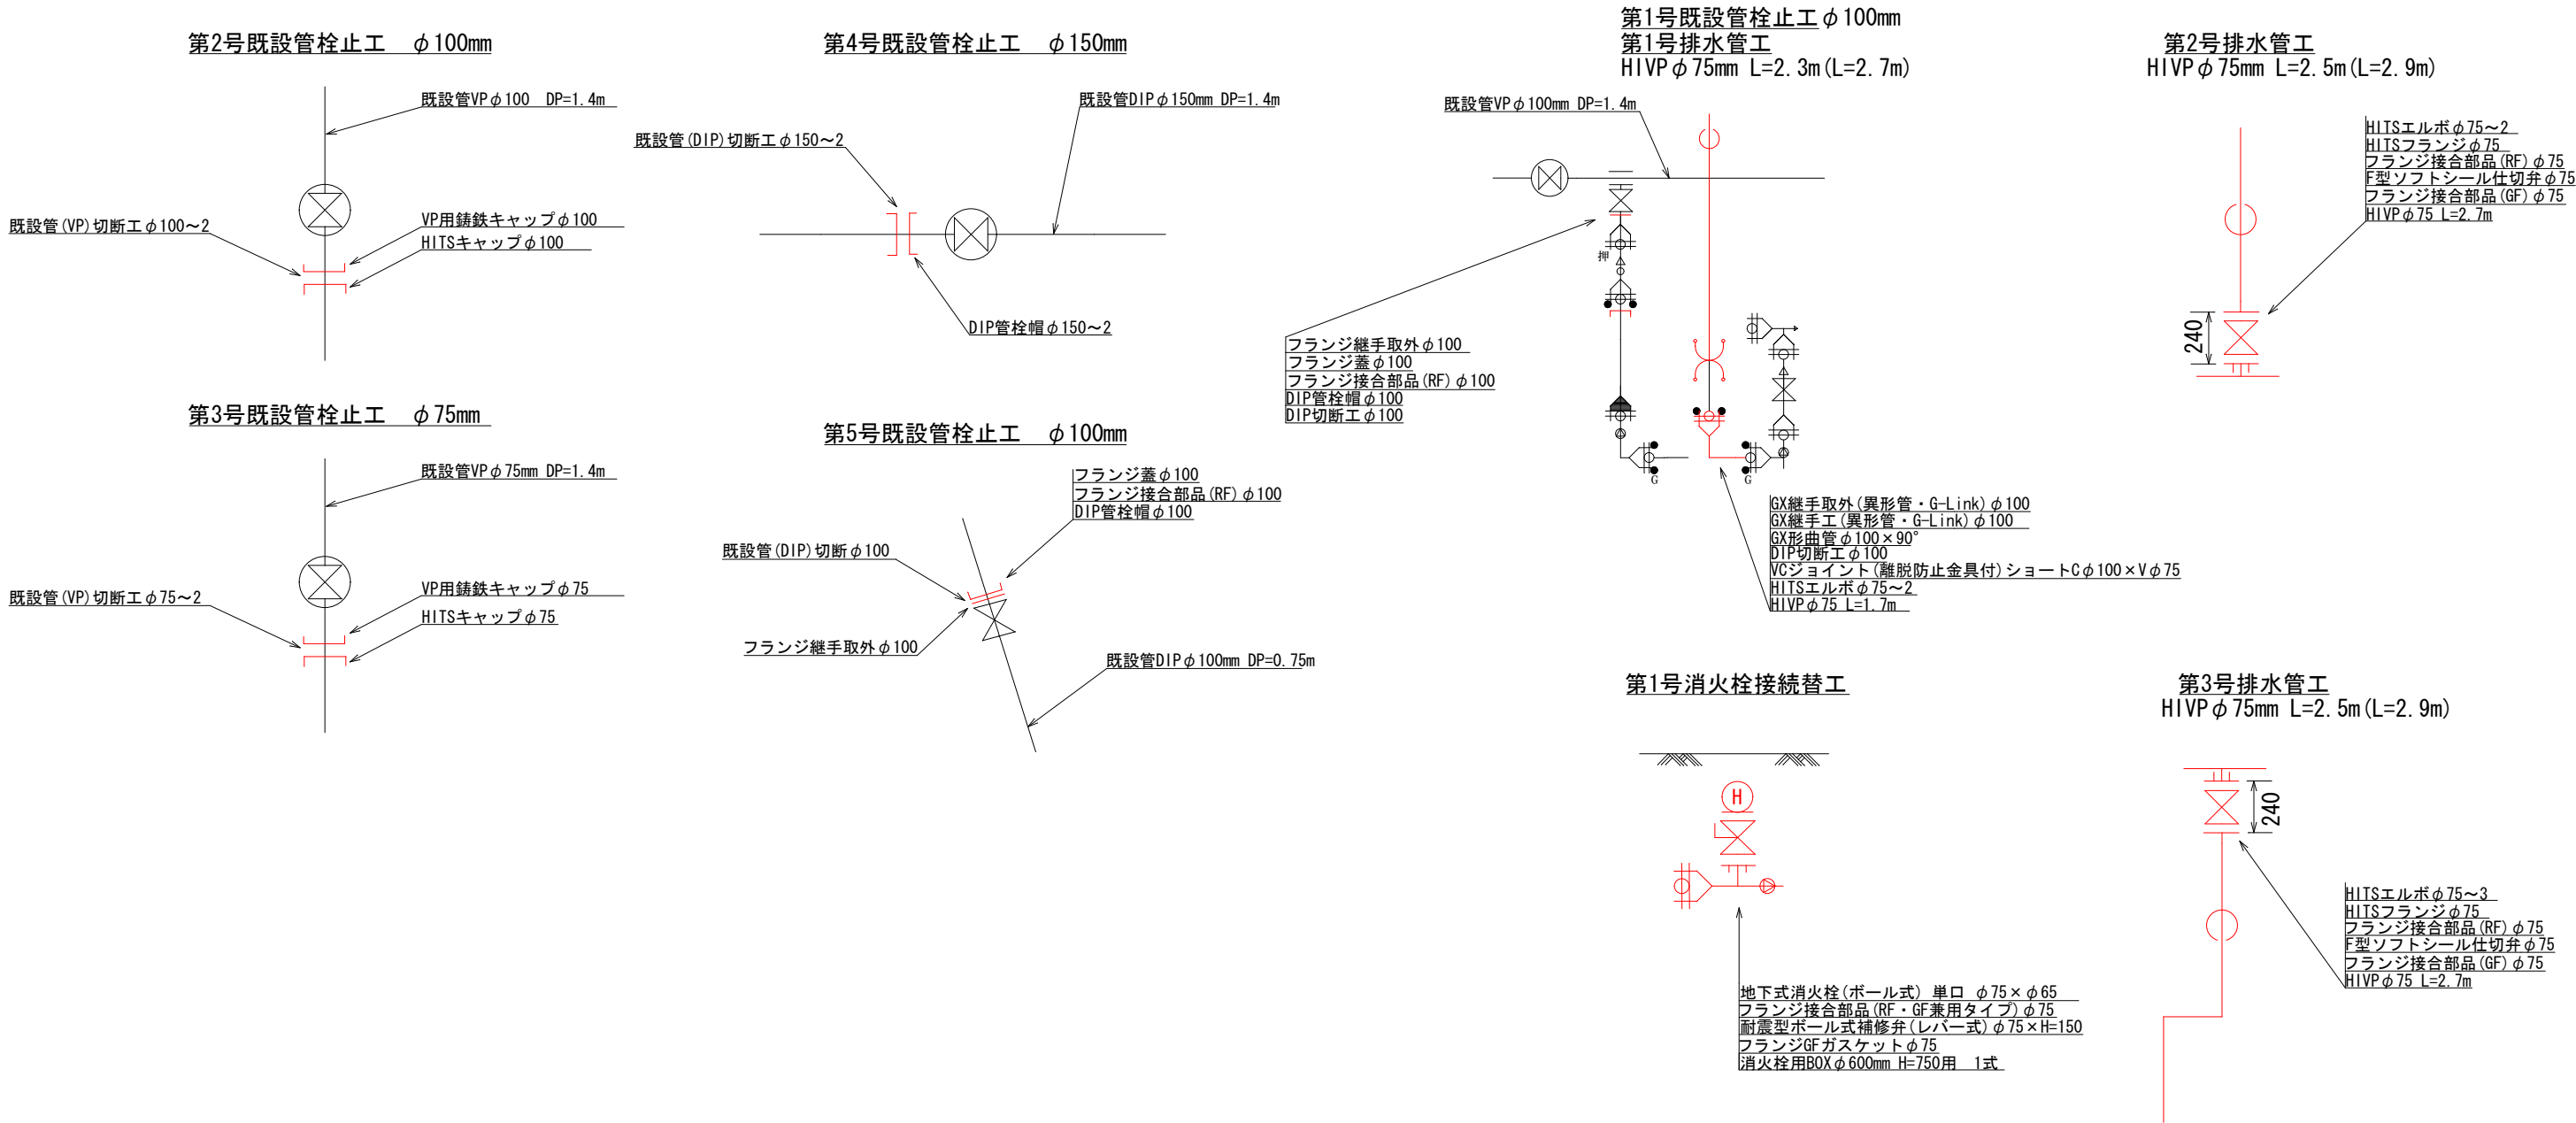 第2号既設管栓止工　φ100mm
既設管VPφ100　DP=1.4m
既設管(VP)切断工φ100～2
VP用鋳鉄キャップφ100
HITSキャップφ100
第3号既設管栓止工　φ75mm
既設管VPφ75mm DP=1.4m
既設管(VP)切断工φ75～2
VP用鋳鉄キャップφ75
HITSキャップφ75
第4号既設管栓止工　φ150mm
既設管DIPφ150mm DP=1.4m
既設管(DIP)切断工φ150～2
DIP管栓帽φ150～2
第5号既設管栓止工　φ100mm
フランジ蓋φ100
フランジ接合部品(RF)φ100
DIP管栓帽φ100
既設管(DIP)切断φ100
フランジ継手取外φ100
既設管DIPφ100mm DP=0.75m
第1号既設管栓止工φ100mm
第1号排水管工
HIVPφ75mm L=2.3m(L=2.7m)
既設管VPφ100mm DP=1.4m
押
フランジ継手取外φ100
フランジ蓋φ100
フランジ接合部品(RF)φ100
DIP管栓帽φ100
DIP切断工φ100
G
G
GX継手取外(異形管・G-Link)φ100
GX継手工(異形管・G-Link)φ100
GX形曲管φ100×90°
DIP切断工φ100
VCジョイント(離脱防止金具付)ショートCφ100×Vφ75
HITSエルボφ75～2
HIVPφ75 L=1.7m
第2号排水管工
HIVPφ75mm L=2.5m(L=2.9m)
HITSエルボφ75～2
HITSフランジφ75
フランジ接合部品(RF)φ75
F型ソフトシール仕切弁φ75
フランジ接合部品(GF)φ75
HIVPφ75 L=2.7m
240
第1号消火栓接続替工
H
地下式消火栓(ボール式) 単口 φ75×φ65
フランジ接合部品(RF・GF兼用タイプ)φ75
耐震型ボール式補修弁(レバー式)φ75×H=150
フランジGFガスケットφ75
消火栓用BOXφ600mm H=750用　1式
第3号排水管工
HIVPφ75mm L=2.5m(L=2.9m)
240
HITSエルボφ75～3
HITSフランジφ75
フランジ接合部品(RF)φ75
F型ソフトシール仕切弁φ75
フランジ接合部品(GF)φ75
HIVPφ75 L=2.7m